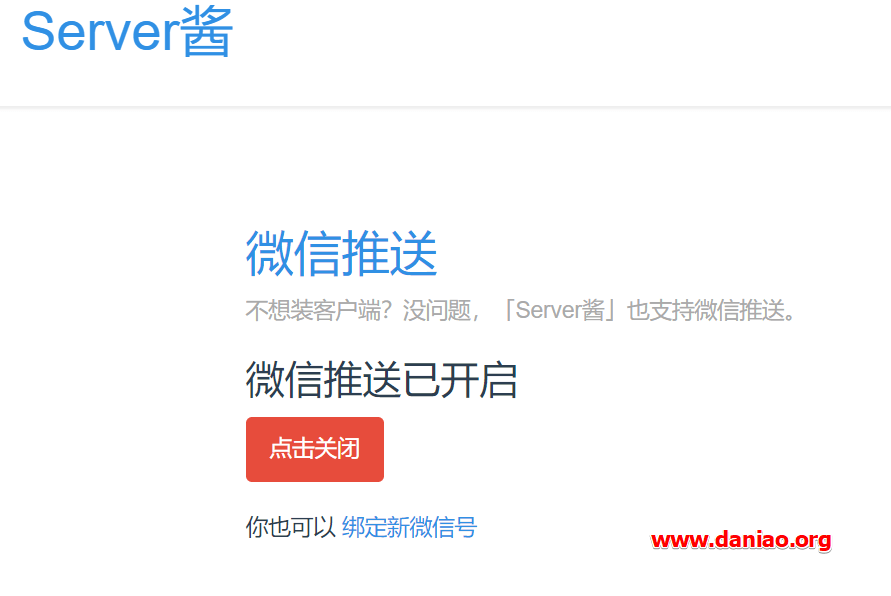 Server酱
微信推送
不想装客户端？没问题，「Server酱」也支持微信推送。
微信推送已开启
点击关闭
你也可以 绑定新微信号
www.daniao.org